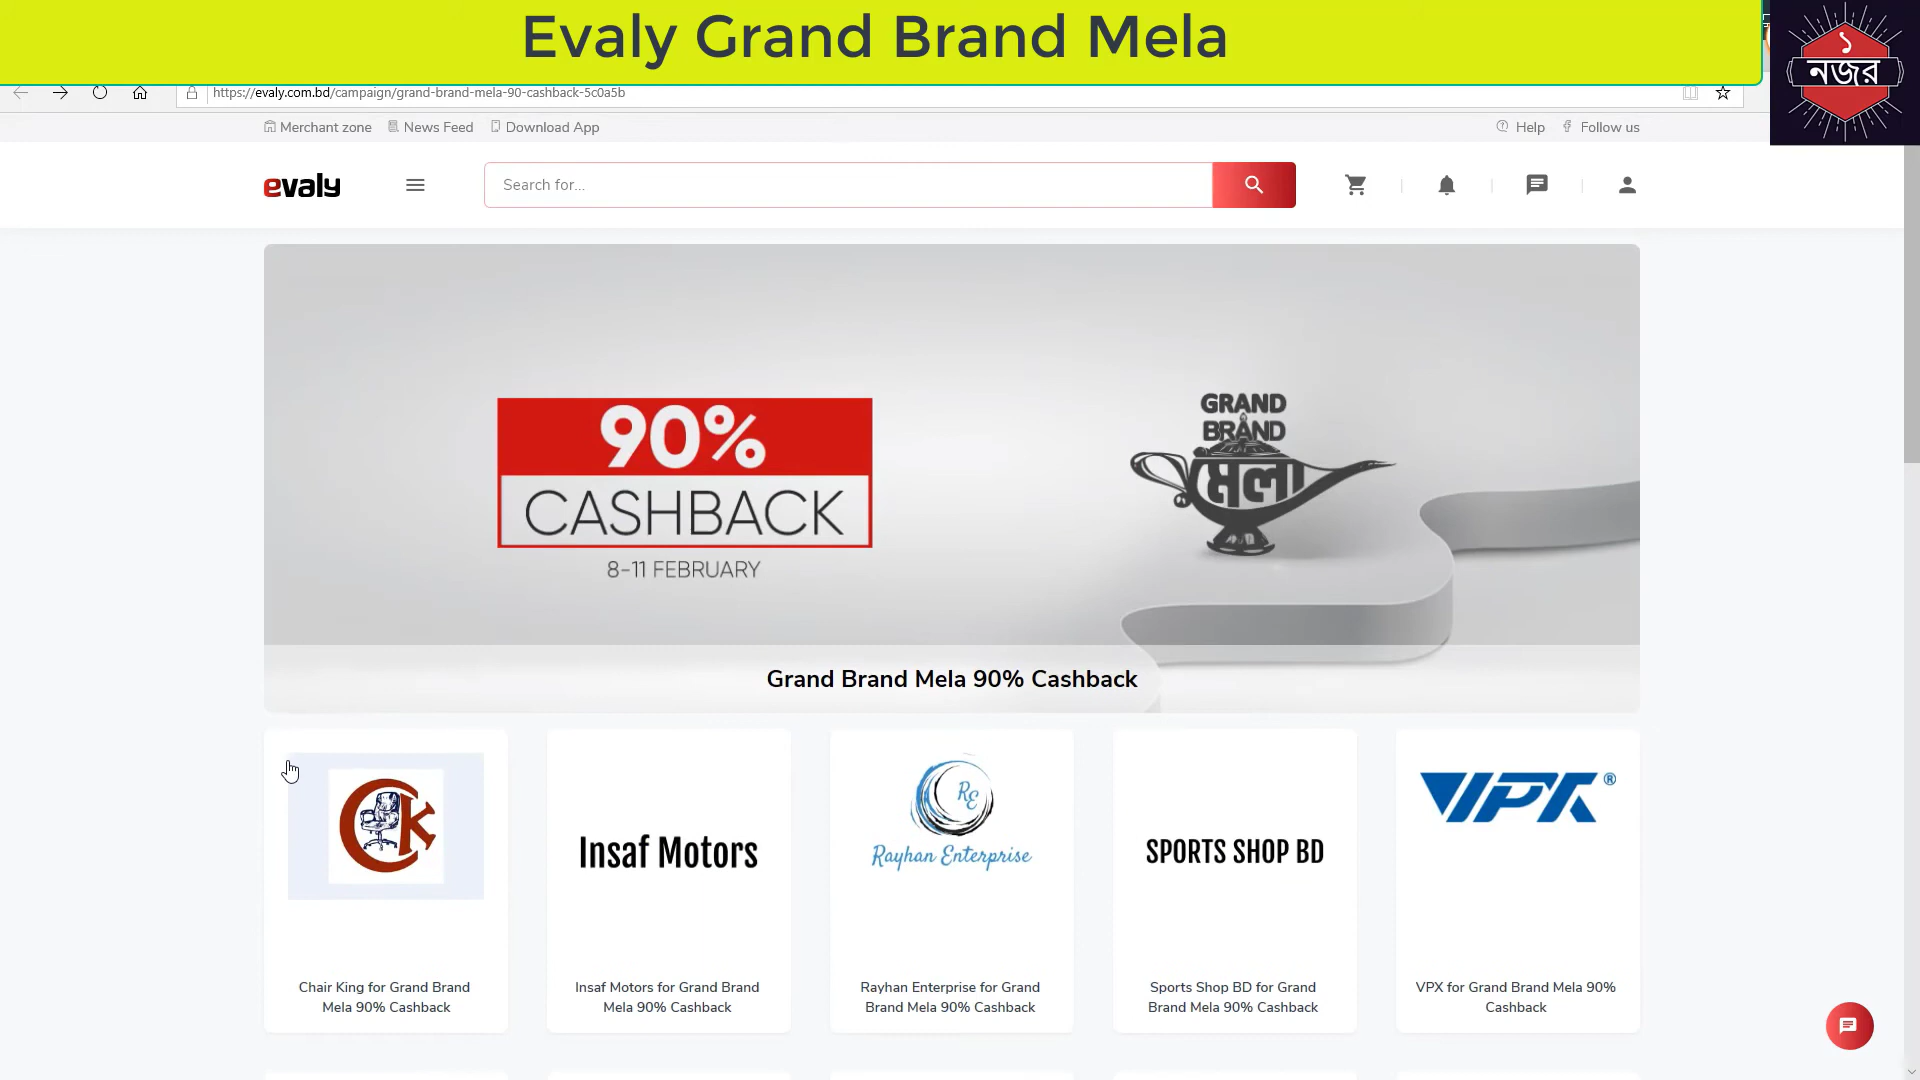 Evaly Grand Brand Mela
১
নজর
https://evaly.com.bd/campaign/grand-brand-mela-90-cashback-5c0a5b
Merchant zone News Feed Download App Help Follow us
evaly
Search for...
90%
CASHBACK
8-11 FEBRUARY
GRAND
BRAND
মেলা
Grand Brand Mela 90% Cashback
CK
Insaf Motors
RE
Rayhan Enterprise
SPORTS SHOP BD
VPX®
Chair King for Grand Brand
Mela 90% Cashback
Insaf Motors for Grand Brand
Mela 90% Cashback
Rayhan Enterprise for Grand
Brand Mela 90% Cashback
Sports Shop BD for Grand
Brand Mela 90% Cashback
VPX for Grand Brand Mela 90%
Cashback